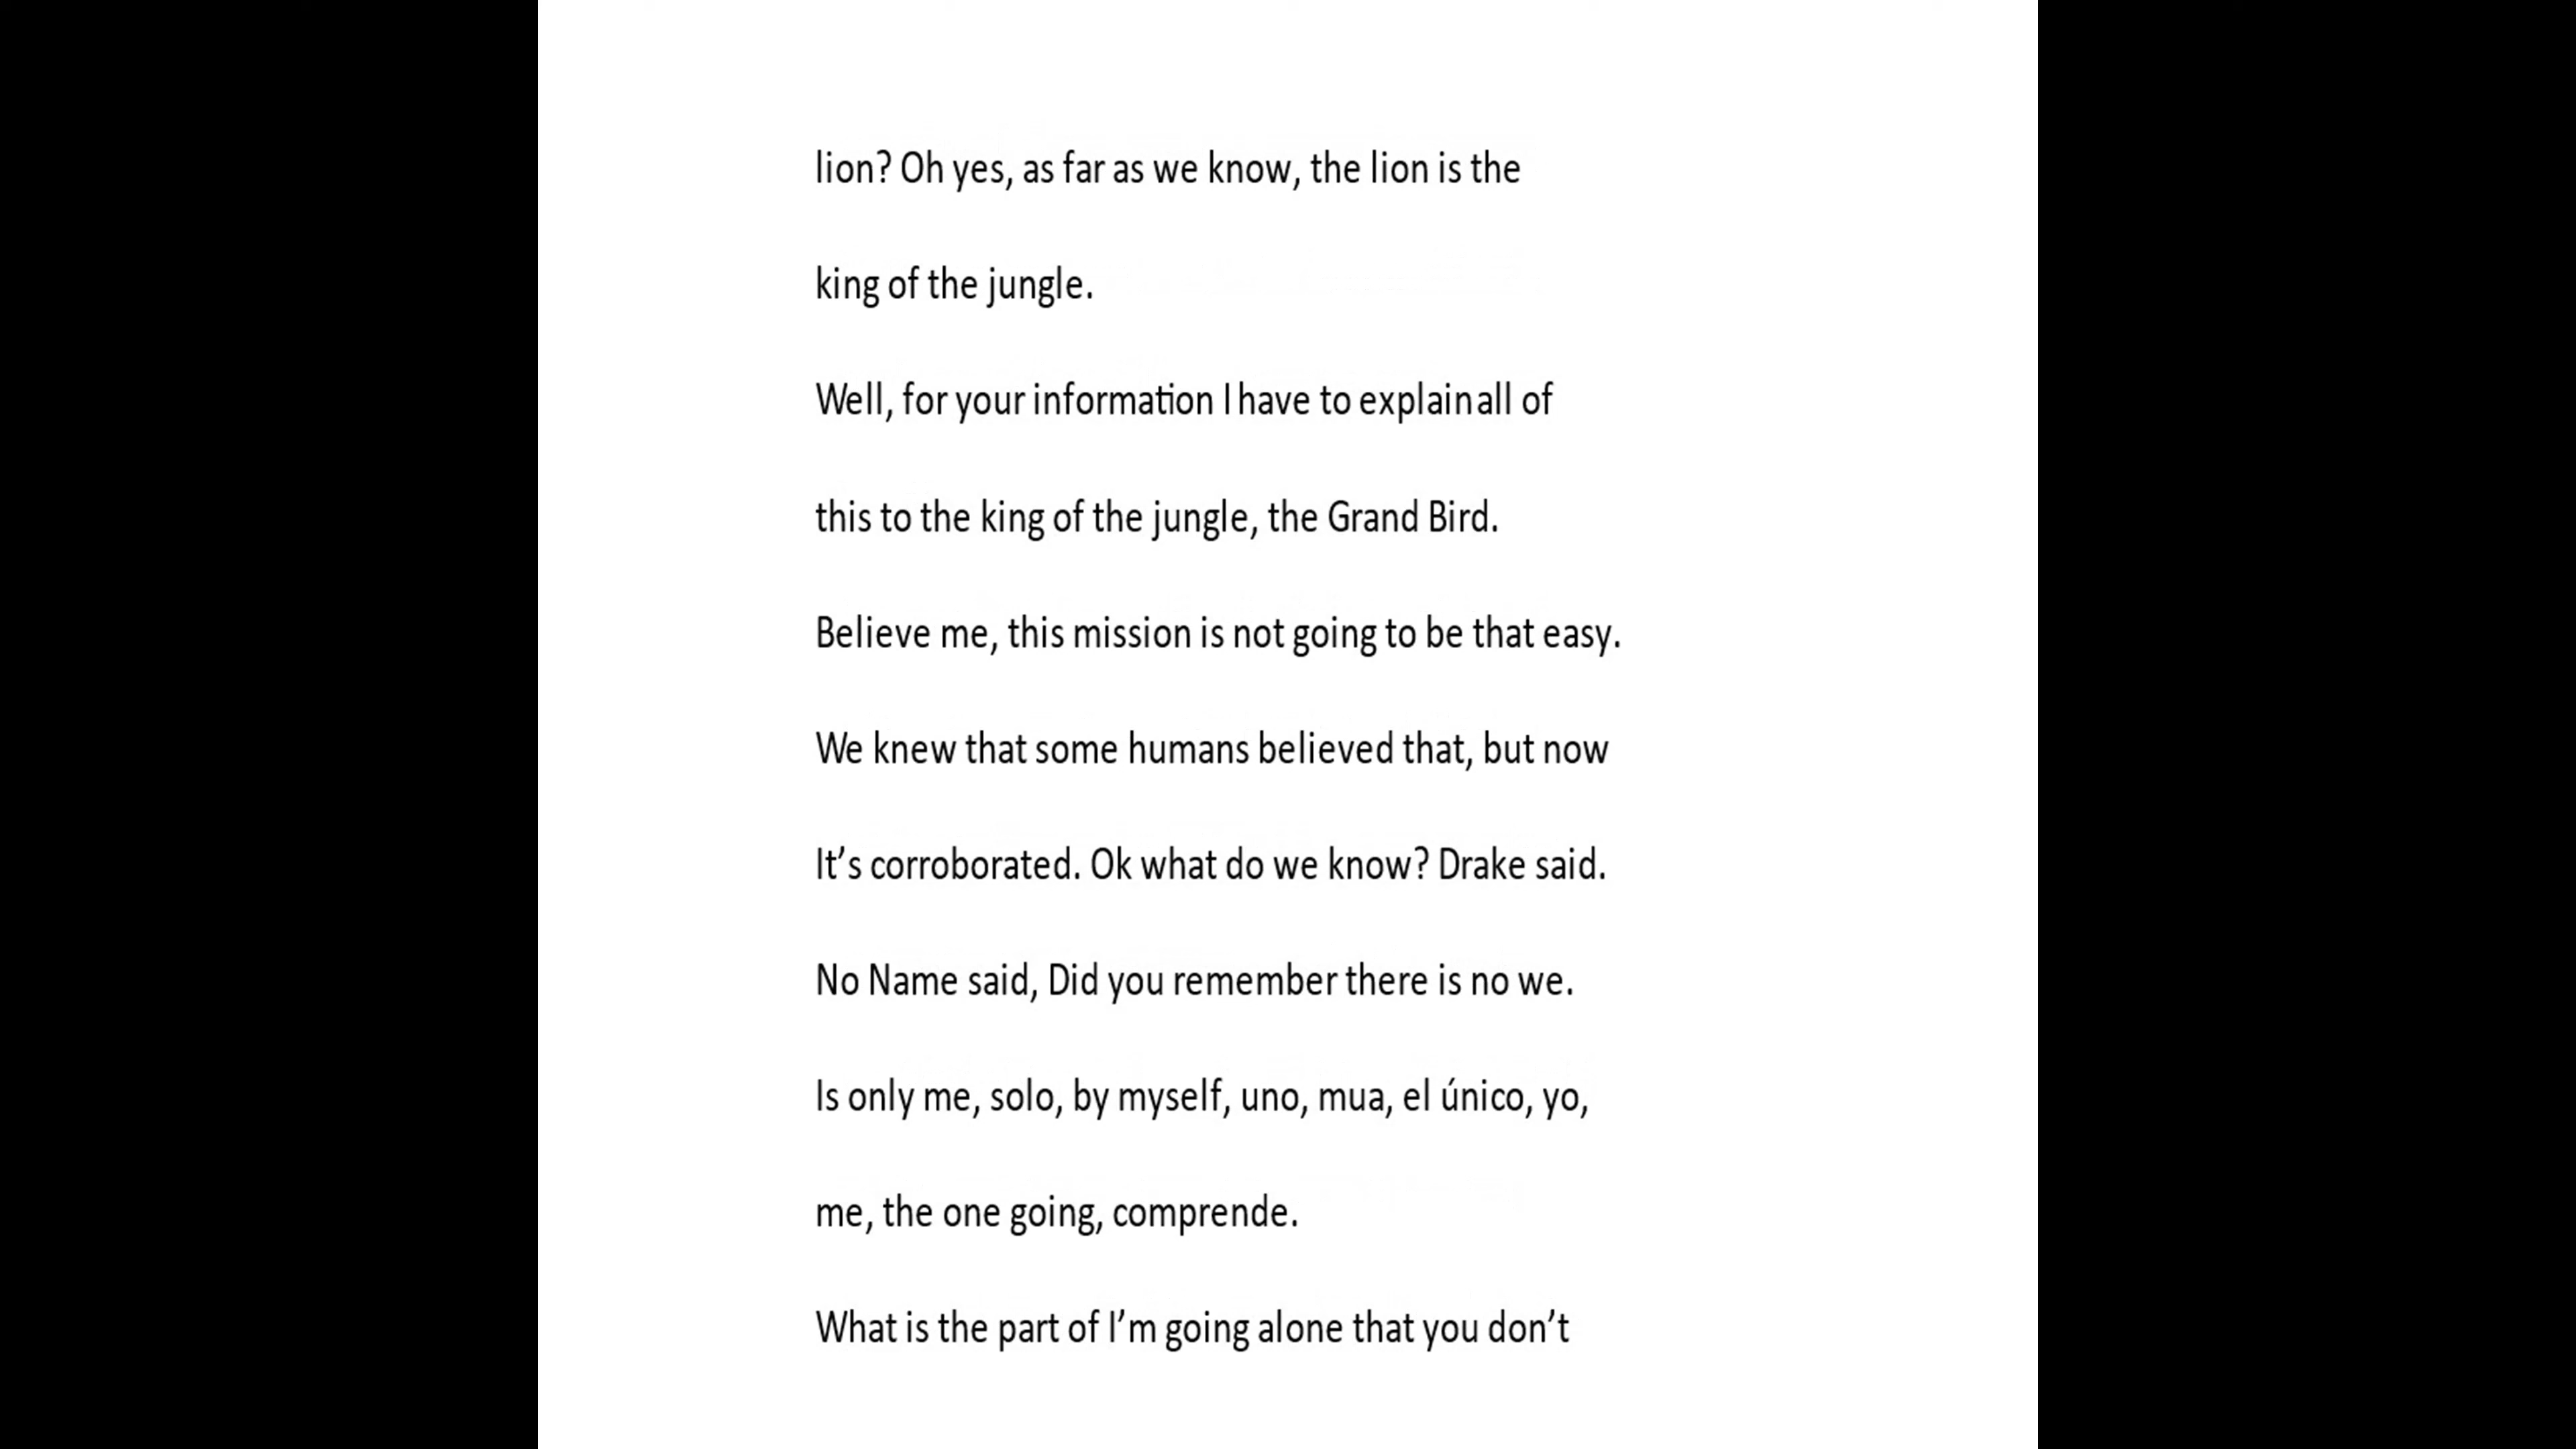 lion? Oh yes, as far as we know, the lion is the
king of the jungle.
Well, for your information I have to explain all of
this to the king of the jungle, the Grand Bird.
Believe me, this mission is not going to be that easy.
We knew that some humans believed that, but now
It’s corroborated. Ok what do we know? Drake said.
No Name said, Did you remember there is no we.
Is only me, solo, by myself, uno, mua, el único, yo,
me, the one going, comprende.
What is the part of I’m going alone that you don’t